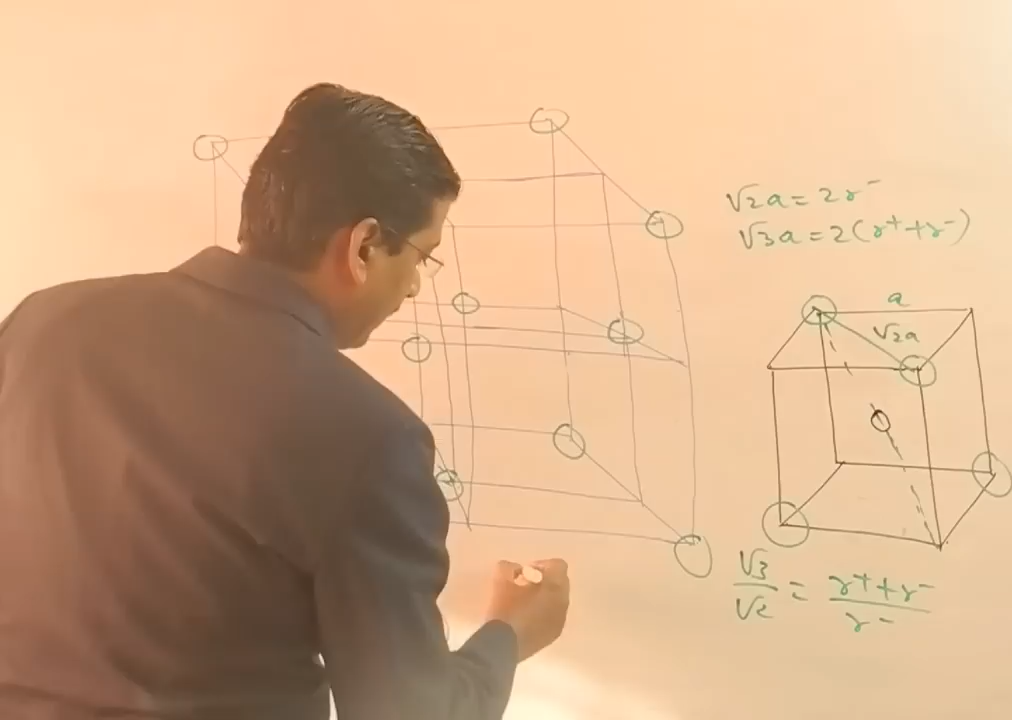 √2a = 2r⁻
√3a = 2(r⁺+r⁻)
a
√2a
√3/√2 = (r⁺+r⁻)/r⁻